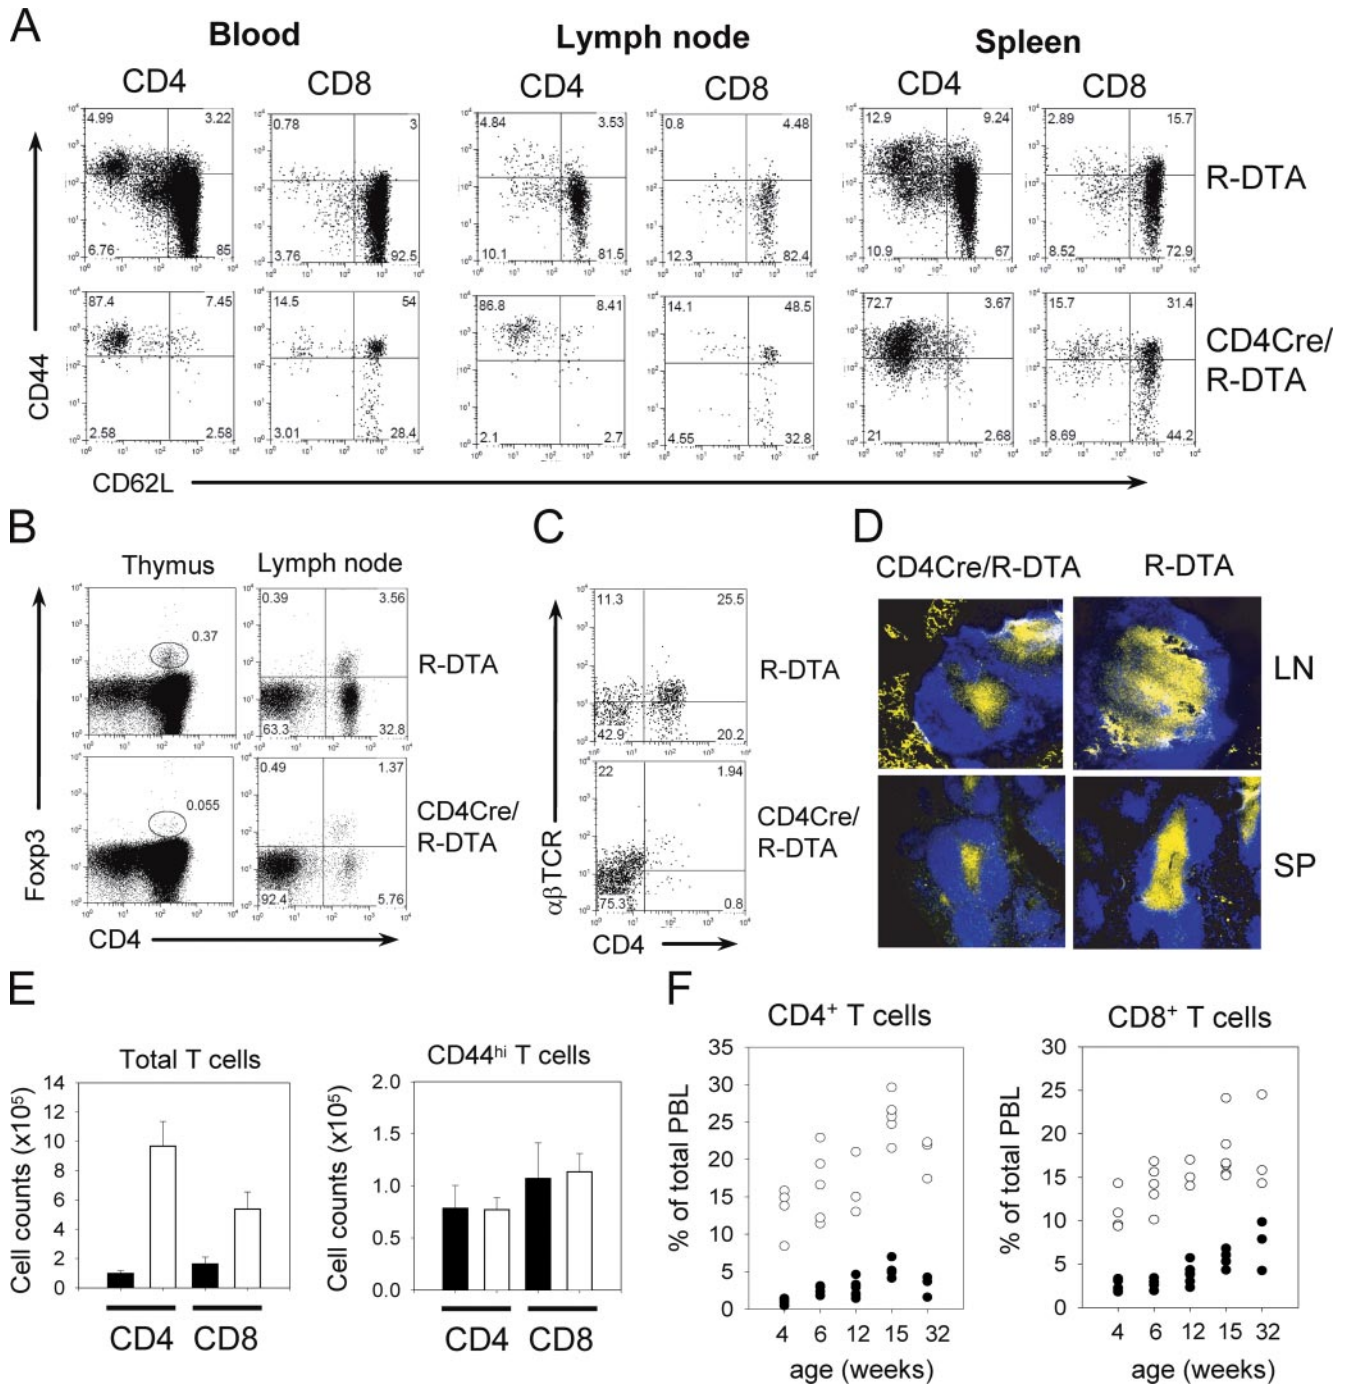 A
Blood
Lymph node
Spleen
CD4
CD8
CD4
CD8
CD4
CD8
4.99 3.22
6.76 85
0.78 3
3.76 92.5
4.84 3.53
10.1 81.5
0.8 4.48
12.3 82.4
12.9 9.24
10.9 67
2.89 15.7
8.52 72.9
R-DTA
87.4 7.45
2.58 2.58
14.5 54
3.01 28.4
86.8 8.41
2.1 2.7
14.1 48.5
4.55 32.8
72.7 3.67
21 2.68
15.7 31.4
8.69 44.2
CD4Cre/
R-DTA
CD44
CD62L
B
Thymus
Lymph node
0.37
0.39 3.56
63.3 32.8
R-DTA
0.055
0.49 1.37
92.4 5.76
CD4Cre/
R-DTA
Foxp3
CD4
C
11.3 25.5
42.9 20.2
R-DTA
22 1.94
75.3 0.8
CD4Cre/
R-DTA
αβTCR
CD4
D
CD4Cre/R-DTA
R-DTA
LN
SP
E
Total T cells
Cell counts (x10⁵)
14
12
10
8
6
4
2
0
CD4 CD8
CD44ʰⁱ T cells
Cell counts (x10⁵)
2.0
1.5
1.0
0.5
0.0
CD4 CD8
F
CD4⁺ T cells
% of total PBL
35
30
25
20
15
10
5
0
4 6 12 15 32
age (weeks)
CD8⁺ T cells
% of total PBL
30
25
20
15
10
5
0
4 6 12 15 32
age (weeks)